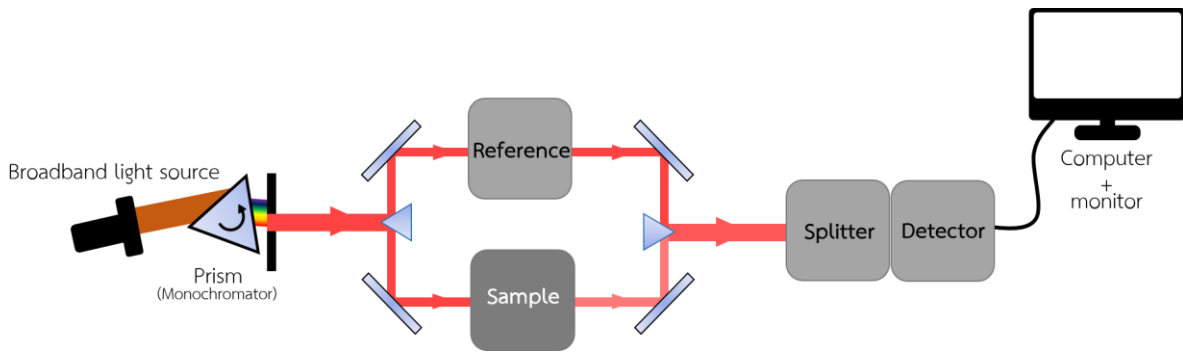 Broadband light source
Prism
(Monochromator)
Reference
Sample
Splitter
Detector
Computer
+
monitor